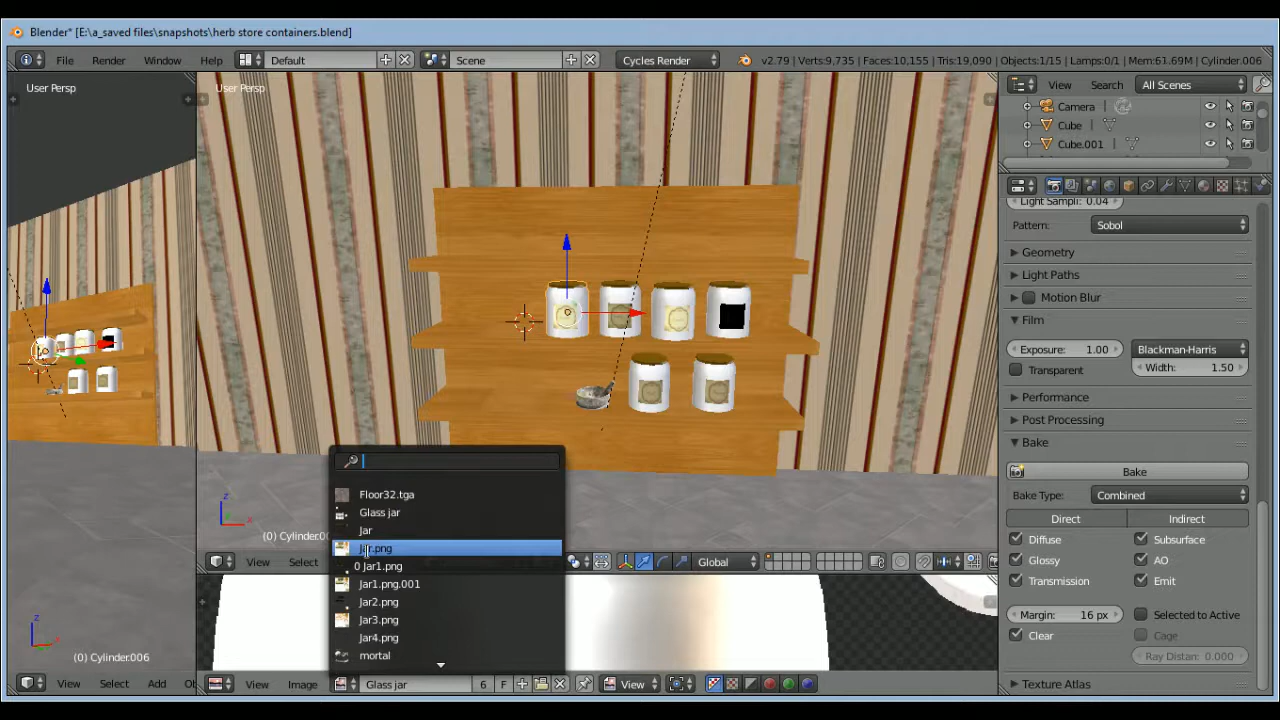 Blender* [E:\a_saved files\snapshots\herb store containers.blend]
File Render Window Help Default Scene Cycles Render v2.79 | Verts:9,735 | Faces:10,155 | Tris:19,090 | Objects:1/15 | Lamps:0/1 | Mem:61.69M | Cylinder.006
User Persp
User Persp
View Search All Scenes
Camera
Cube
Cube.001
Light Sampli: 0.04
Pattern: Sobol
Geometry
Light Paths
Motion Blur
Film
Exposure: 1.00 Blackman-Harris
Transparent Width: 1.50
Performance
Post Processing
Bake
Bake
Bake Type: Combined
Direct Indirect
Diffuse Subsurface
Glossy AO
Transmission Emit
Margin: 16 px Selected to Active
Clear Cage
Ray Distan: 0.000
Texture Atlas
Floor32.tga
Glass jar
Jar
Jar.png
0 Jar1.png
Jar1.png.001
Jar2.png
Jar3.png
Jar4.png
mortal
z
x
(0) Cylinder.00
View Select Global
z
x
(0) Cylinder.006
View Select Add
View Image Glass jar 6 F View